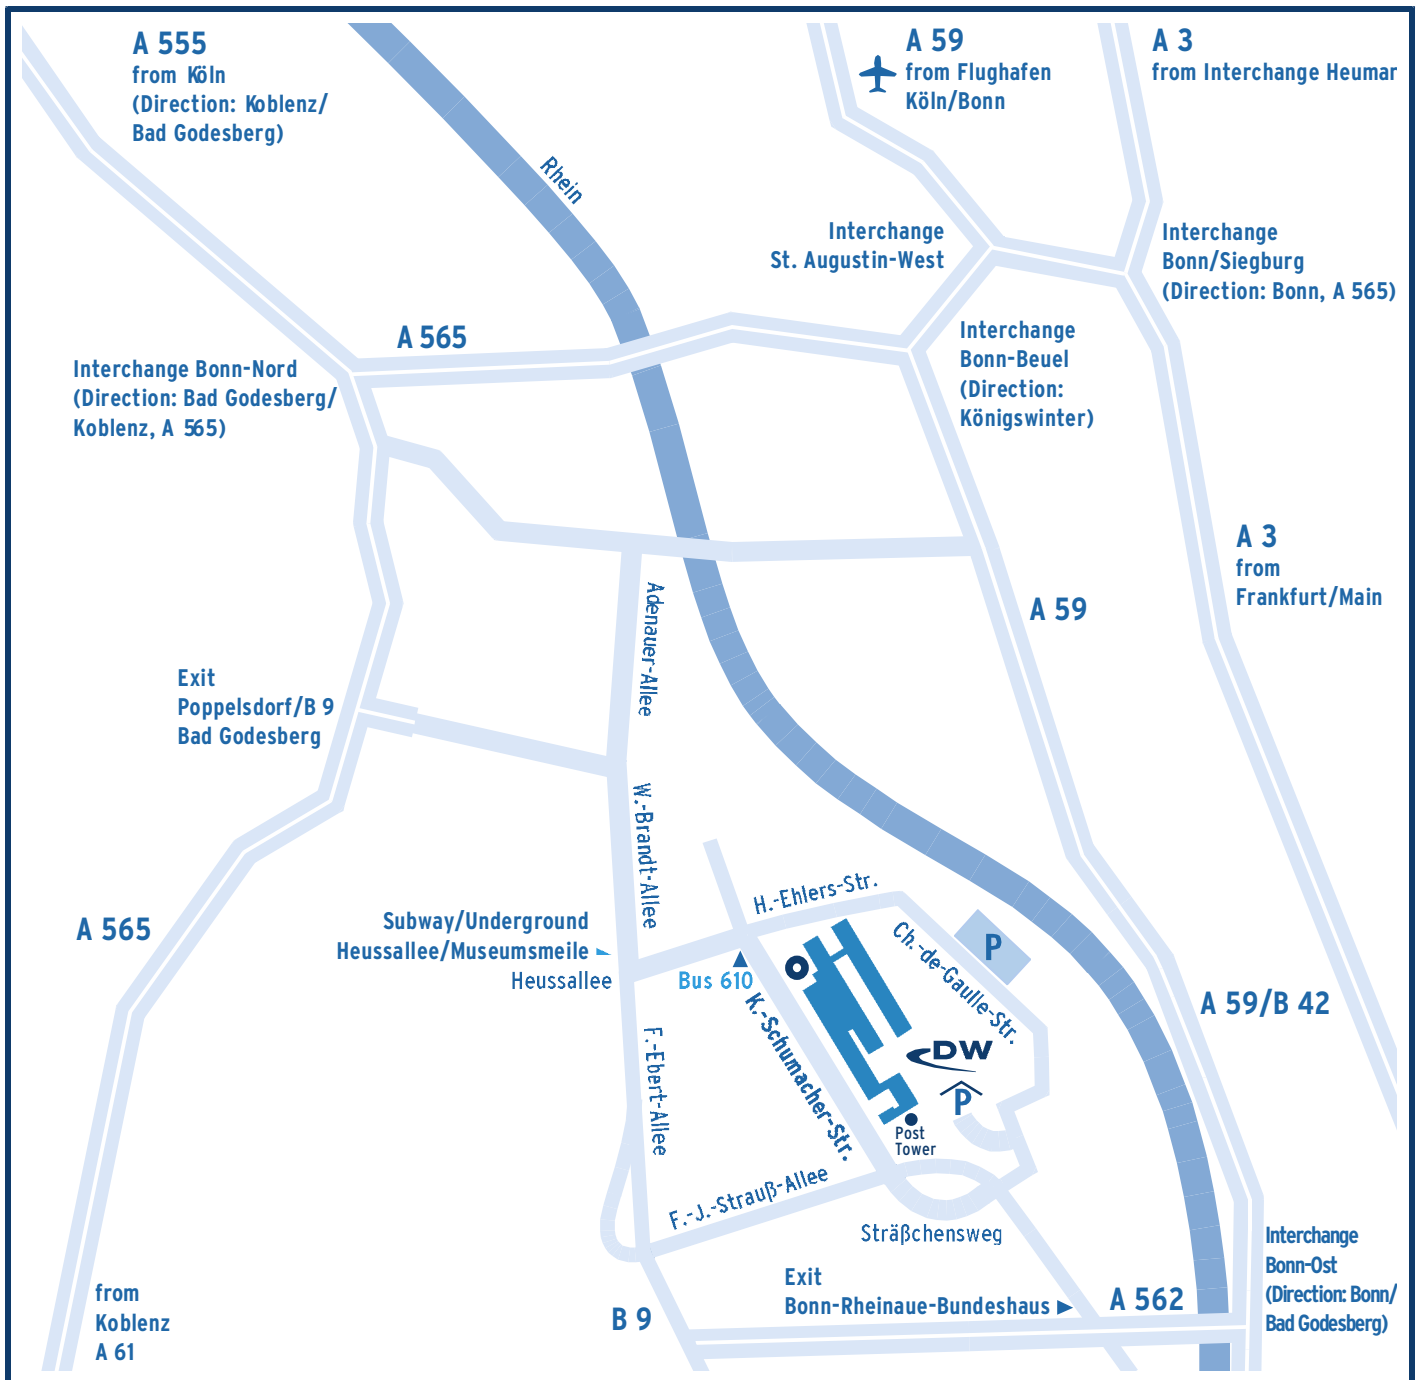 A 555
from Köln
(Direction: Koblenz/
Bad Godesberg)
A 59
from Flughafen
Köln/Bonn
A 3
from Interchange Heumar
Rhein
Interchange
St. Augustin-West
Interchange
Bonn/Siegburg
(Direction: Bonn, A 565)
A 565
Interchange Bonn-Nord
(Direction: Bad Godesberg/
Koblenz, A 565)
Interchange
Bonn-Beuel
(Direction:
Königswinter)
A 3
from
Frankfurt/Main
A 59
Adenauer-Allee
Exit
Poppelsdorf/B 9
Bad Godesberg
W.-Brandt-Allee
H.-Ehlers-Str.
A 565
Subway/Underground
Heussallee/Museumsmeile
Heussallee
Bus 610
Ch.-de-Gaulle-Str.
P
K.-Schumacher-Str.
A 59/B 42
F.-Ebert-Allee
DW
P
Post
Tower
F.-J.-Strauß-Allee
Sträßchensweg
Interchange
Bonn-Ost
(Direction: Bonn/
Bad Godesberg)
Exit
Bonn-Rheinaue-Bundeshaus
A 562
B 9
from
Koblenz
A 61